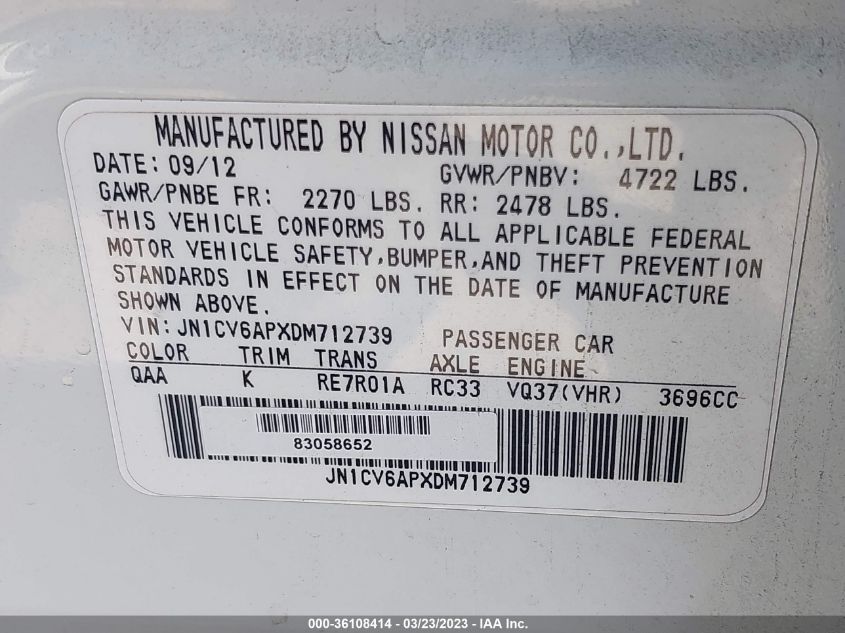 MANUFACTURED BY NISSAN MOTOR CO.,LTD.
DATE: 09/12 GVWR/PNBV: 4722 LBS.
GAWR/PNBE FR: 2270 LBS. RR: 2478 LBS.
THIS VEHICLE CONFORMS TO ALL APPLICABLE FEDERAL
MOTOR VEHICLE SAFETY,BUMPER,AND THEFT PREVENTION
STANDARDS IN EFFECT ON THE DATE OF MANUFACTURE
SHOWN ABOVE.
VIN: JN1CV6APXDM712739 PASSENGER CAR
COLOR TRIM TRANS AXLE ENGINE
QAA K RE7R01A RC33 VQ37(VHR) 3696CC
83058652
JN1CV6APXDM712739
000-36108414 - 03/23/2023 - IAA Inc.